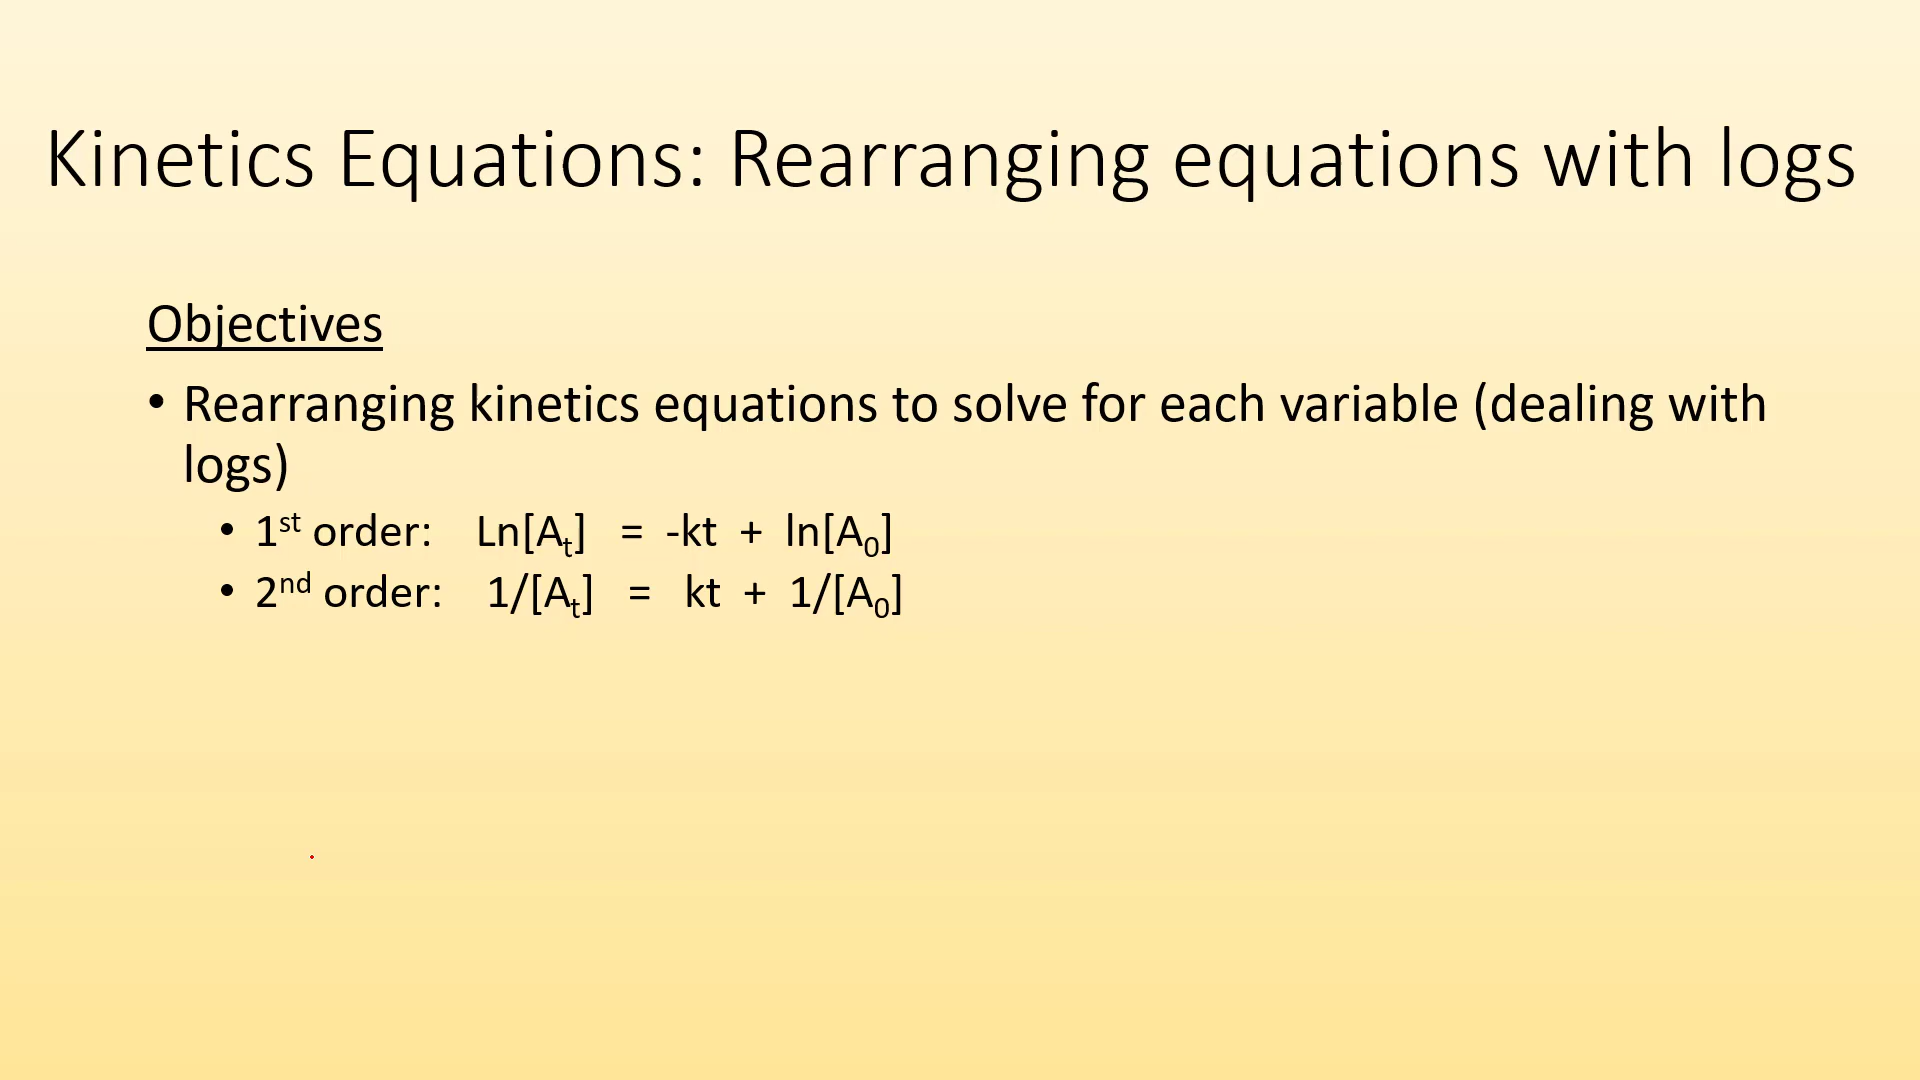 Kinetics Equations: Rearranging equations with logs
Objectives
• Rearranging kinetics equations to solve for each variable (dealing with
logs)
• 1st order: Ln[At] = -kt + ln[A0]
• 2nd order: 1/[At] = kt + 1/[A0]